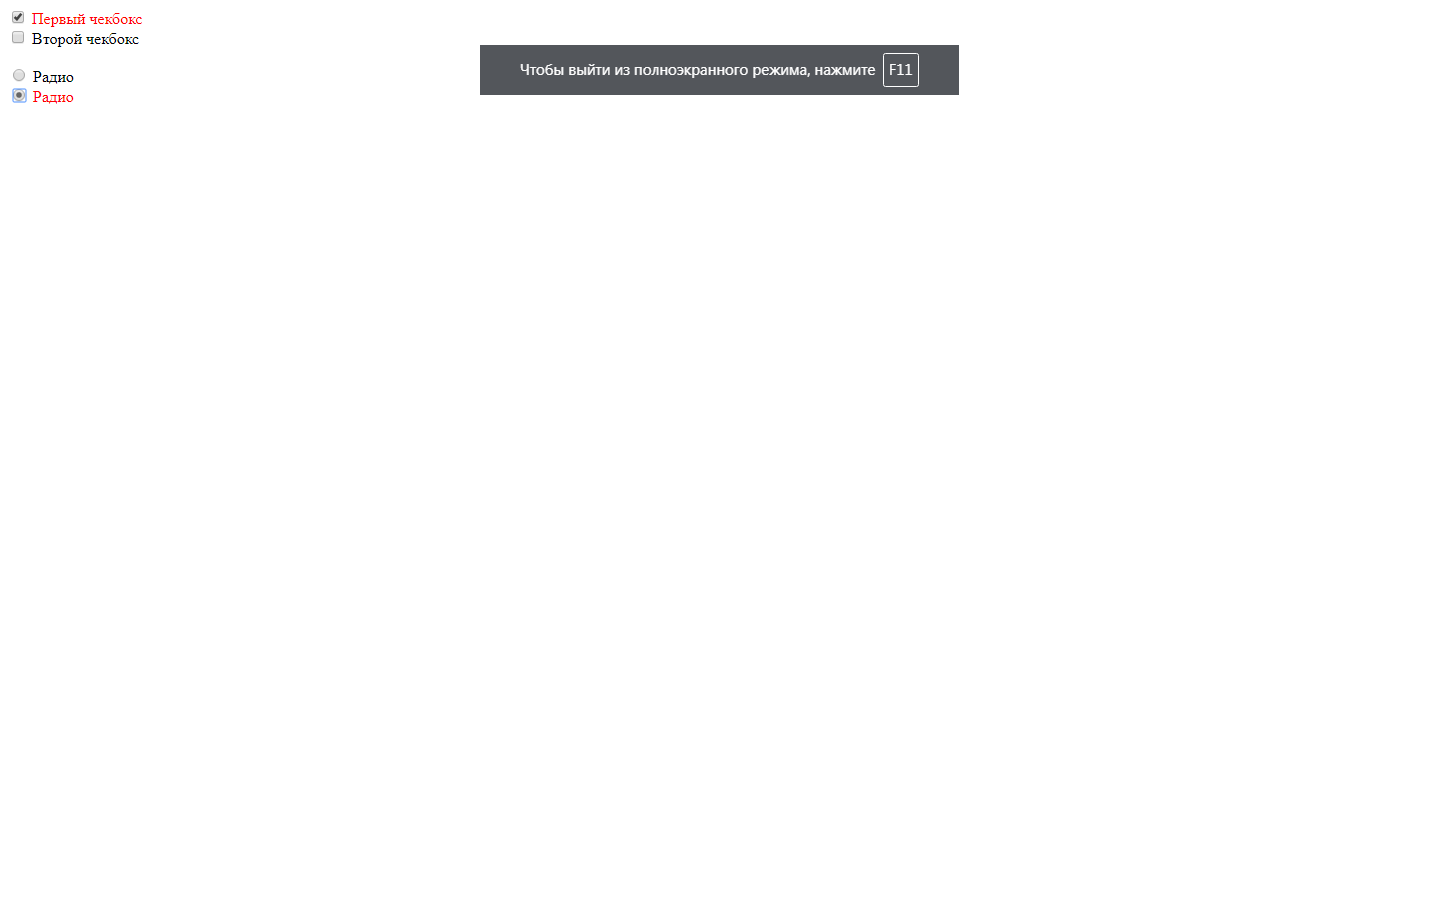 Первый чекбокс
Второй чекбокс
Чтобы выйти из полноэкранного режима, нажмите F11
Радио
Радио